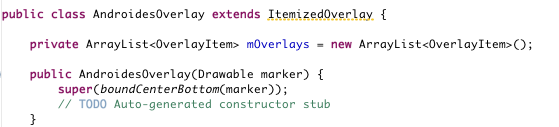 public class AndroidesOverlay extends ItemizedOverlay {
private ArrayList<OverlayItem> mOverlays = new ArrayList<OverlayItem>();
public AndroidesOverlay(Drawable marker) {
super(boundCenterBottom(marker));
// TODO Auto-generated constructor stub
}